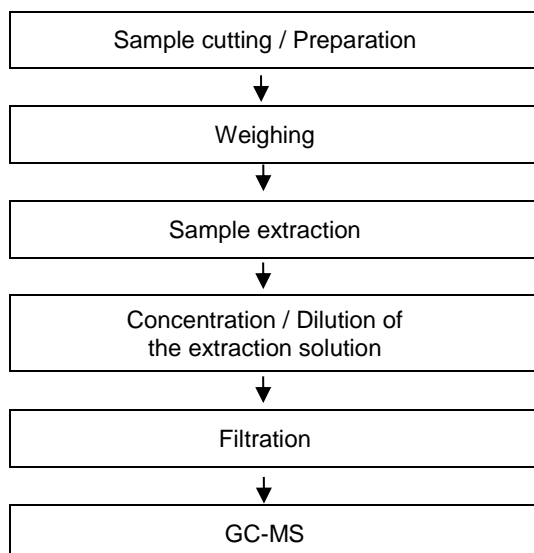 Sample cutting / Preparation
Weighing
Sample extraction
Concentration / Dilution of
the extraction solution
Filtration
GC-MS